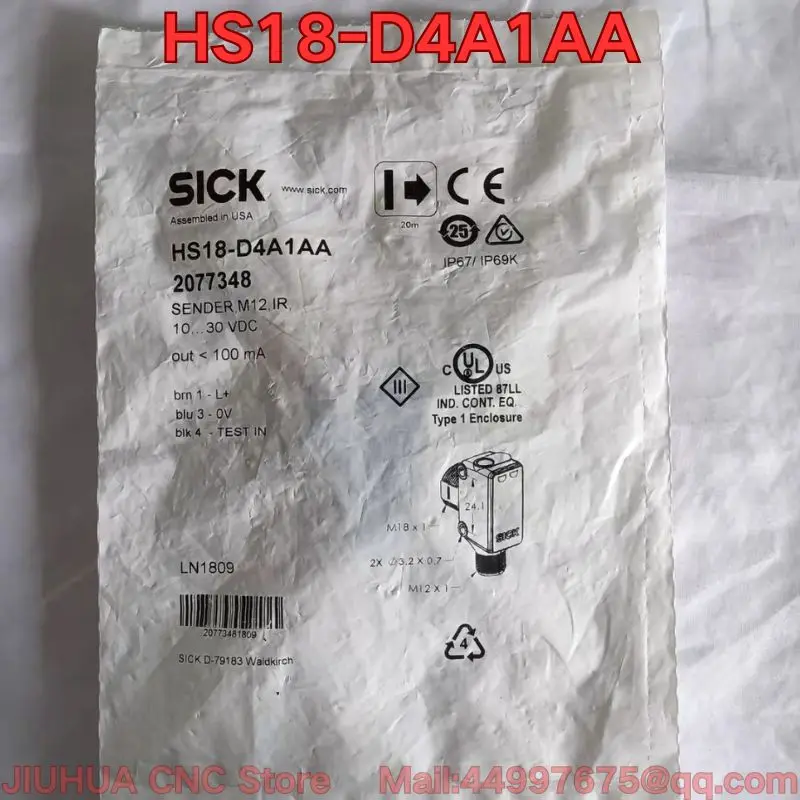 HS18-D4A1AA
SICK www.sick.com
Assembled in USA
20m
CE
25
IP67/ IP69K
HS18-D4A1AA
2077348
SENDER,M12,IR,
10...30 VDC
out < 100 mA
brn 1 - L+
blu 3 - 0V
blk 4 - TEST IN
III
C UL US
LISTED 87LL
IND. CONT. EQ.
Type 1 Enclosure
24.1
SICK
M18 x 1
2X Ø3,2 X 0,7
M12 X 1
LN1809
20773481809
SICK D-79183 Waldkirch
4
JIUHUA CNC Store Mail:44997675@qq.com